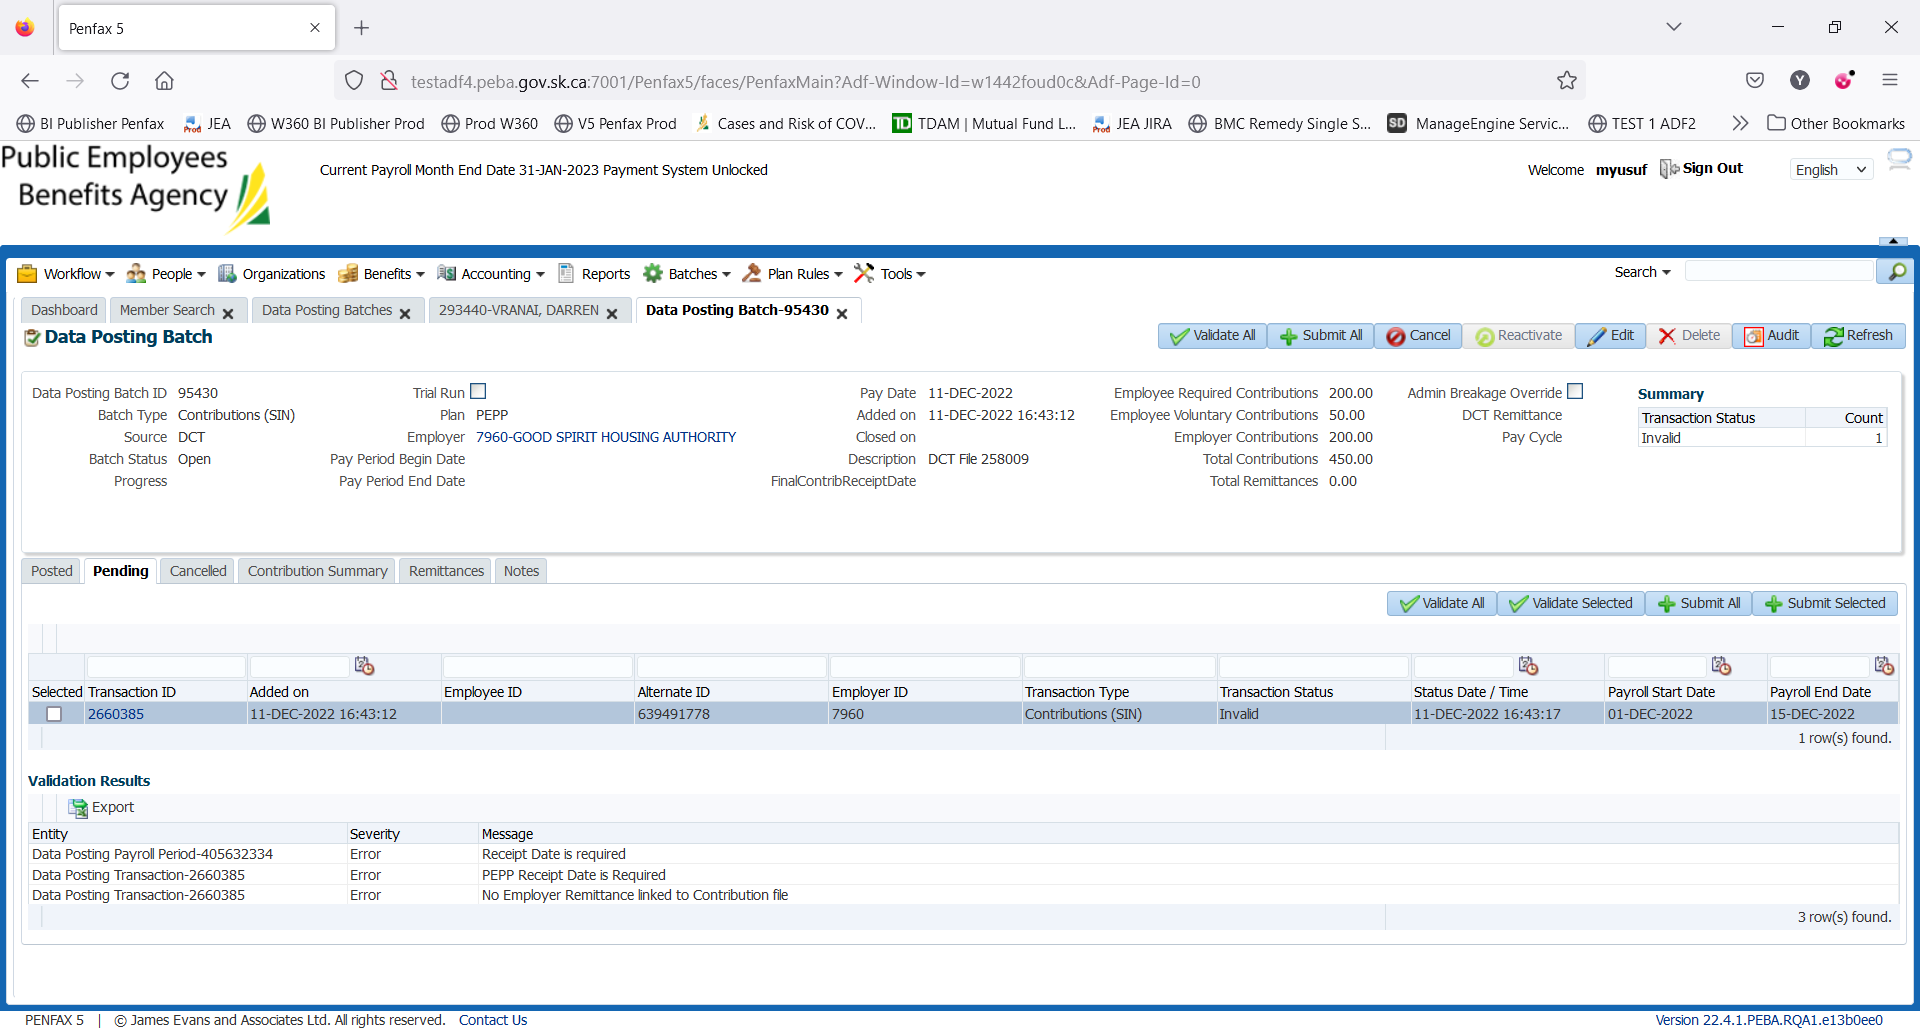 Penfax 5
testadf4.peba.gov.sk.ca:7001/Penfax5/faces/PenfaxMain?Adf-Window-Id=w1442foud0c&Adf-Page-Id=0
Y
BI Publisher Penfax JEA W360 BI Publisher Prod Prod W360 V5 Penfax Prod Cases and Risk of COV... TDAM | Mutual Fund L... JEA JIRA BMC Remedy Single S... ManageEngine Servic... TEST 1 ADF2 Other Bookmarks
Public Employees
Benefits Agency
Current Payroll Month End Date 31-JAN-2023 Payment System Unlocked
Welcome myusuf Sign Out English
Workflow People Organizations Benefits Accounting Reports Batches Plan Rules Tools Search
Dashboard Member Search Data Posting Batches 293440-VRANAI, DARREN Data Posting Batch-95430
Data Posting Batch
Validate All Submit All Cancel Reactivate Edit Delete Audit Refresh
Data Posting Batch ID 95430 Trial Run Pay Date 11-DEC-2022 Employee Required Contributions 200.00 Admin Breakage Override Summary
Batch Type Contributions (SIN) Plan PEPP Added on 11-DEC-2022 16:43:12 Employee Voluntary Contributions 50.00 DCT Remittance Transaction Status Count
Source DCT Employer 7960-GOOD SPIRIT HOUSING AUTHORITY Closed on Employer Contributions 200.00 Pay Cycle Invalid 1
Batch Status Open Pay Period Begin Date Description DCT File 258009 Total Contributions 450.00
Progress Pay Period End Date FinalContribReceiptDate Total Remittances 0.00
Posted Pending Cancelled Contribution Summary Remittances Notes
Validate All Validate Selected Submit All Submit Selected
Selected Transaction ID Added on Employee ID Alternate ID Employer ID Transaction Type Transaction Status Status Date / Time Payroll Start Date Payroll End Date
2660385 11-DEC-2022 16:43:12 639491778 7960 Contributions (SIN) Invalid 11-DEC-2022 16:43:17 01-DEC-2022 15-DEC-2022
1 row(s) found.
Validation Results
Export
Entity Severity Message
Data Posting Payroll Period-405632334 Error Receipt Date is required
Data Posting Transaction-2660385 Error PEPP Receipt Date is Required
Data Posting Transaction-2660385 Error No Employer Remittance linked to Contribution file
3 row(s) found.
PENFAX 5 | © James Evans and Associates Ltd. All rights reserved. Contact Us Version 22.4.1.PEBA.RQA1.e13b0ee0